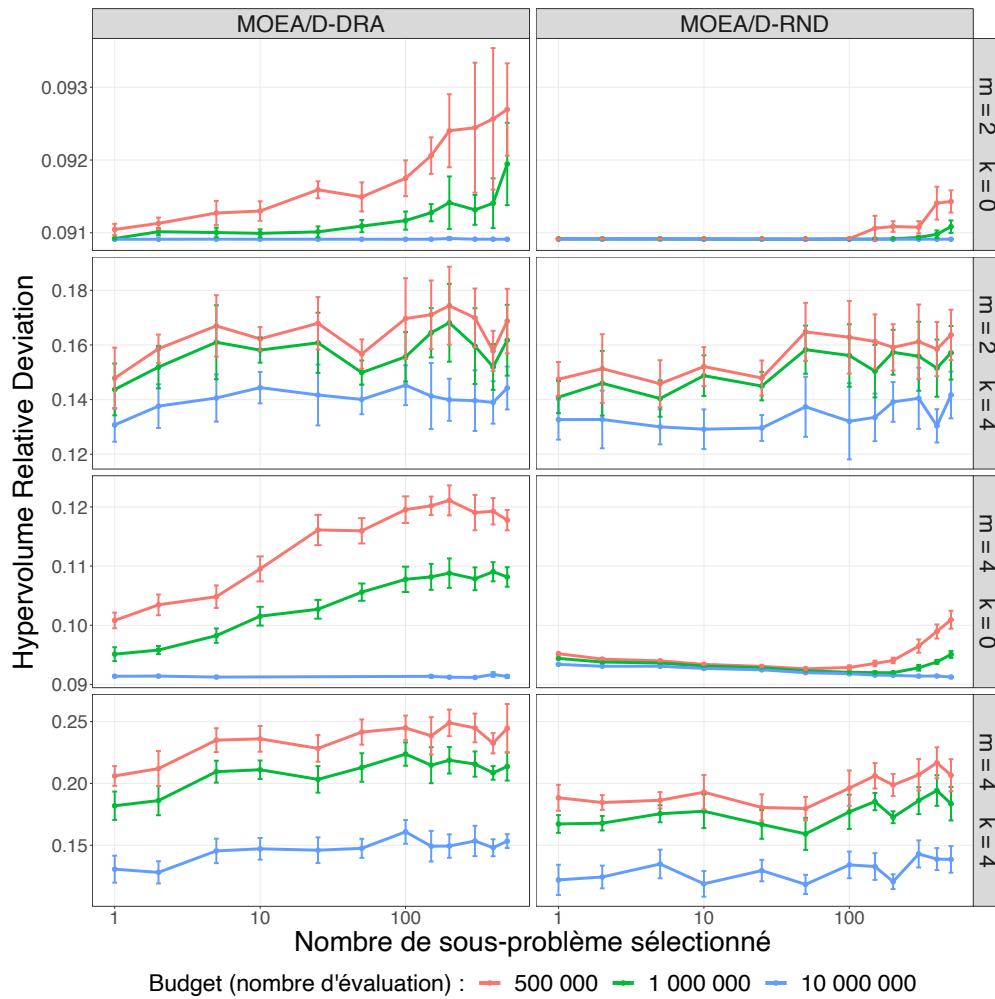 MOEA/D-DRA
MOEA/D-RND
Hypervolume Relative Deviation
0.093
0.092
0.091
m = 2 k = 0
0.18
0.16
0.14
0.12
m = 2 k = 4
0.12
0.11
0.10
0.09
m = 4 k = 0
0.25
0.20
0.15
m = 4 k = 4
1 10 100 1 10 100
Nombre de sous-problème sélectionné
Budget (nombre d'évaluation) : 500 000 1 000 000 10 000 000